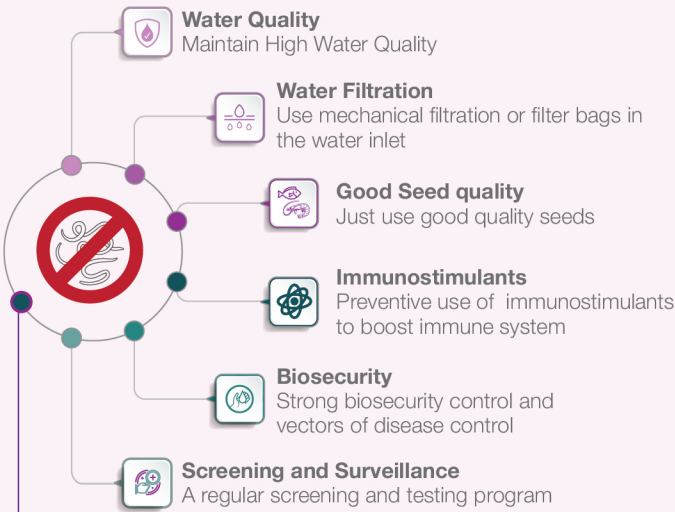 Water Quality
Maintain High Water Quality
Water Filtration
Use mechanical filtration or filter bags in
the water inlet
Good Seed quality
Just use good quality seeds
Immunostimulants
Preventive use of immunostimulants
to boost immune system
Biosecurity
Strong biosecurity control and
vectors of disease control
Screening and Surveillance
A regular screening and testing program